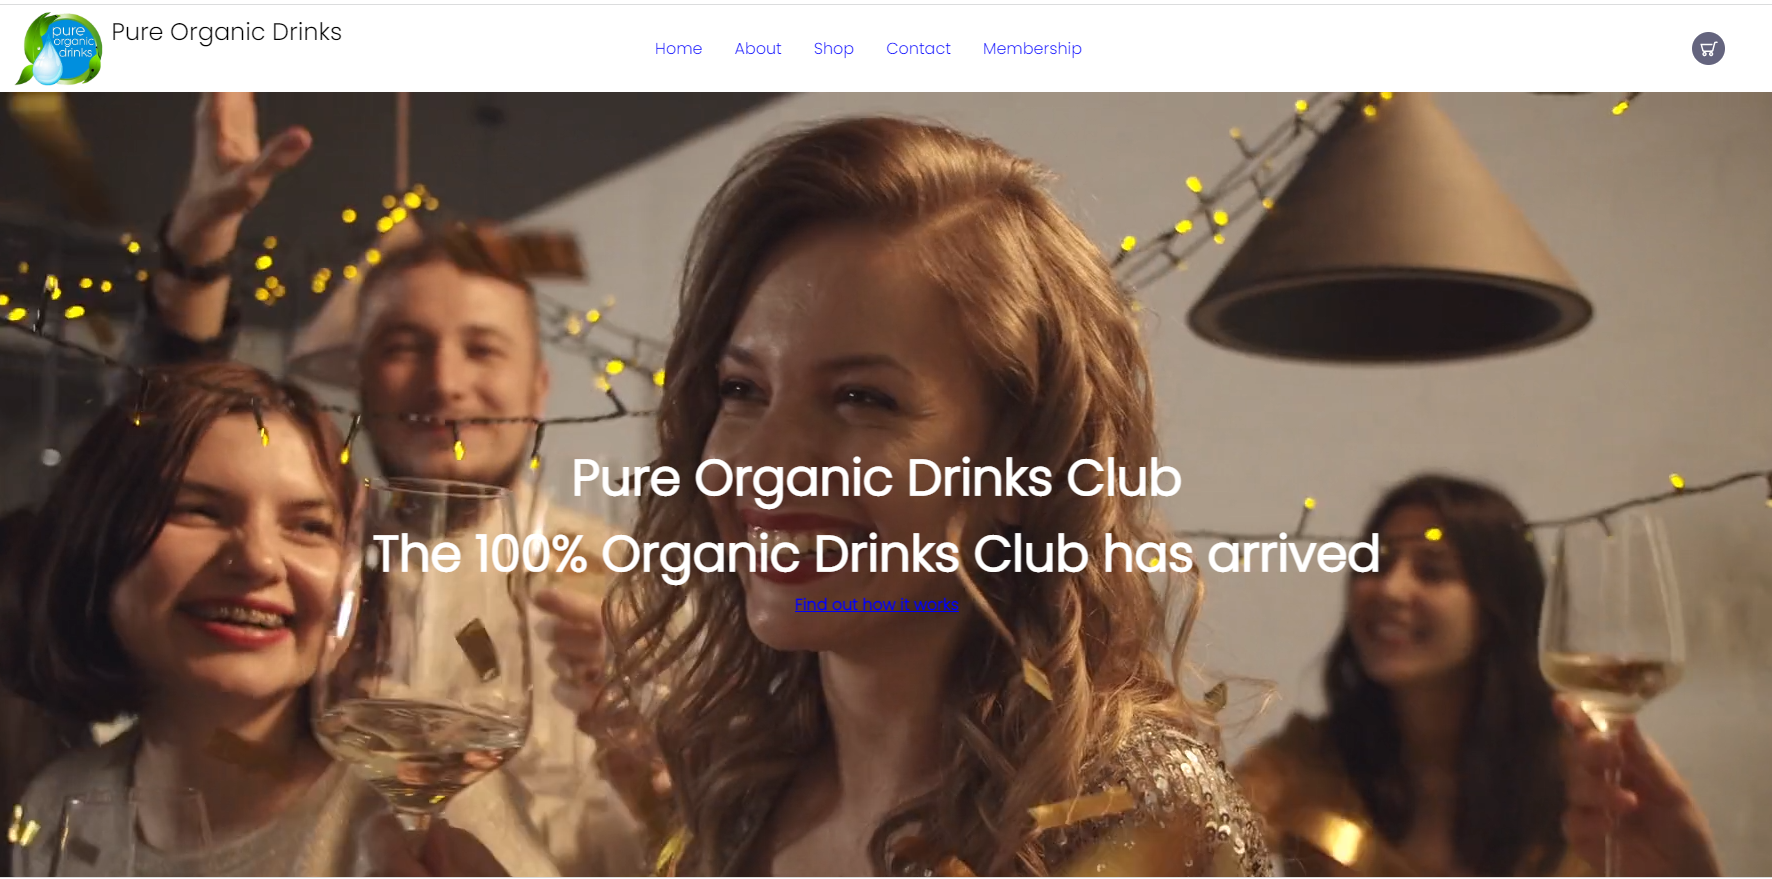 pure
organic
drinks
Pure Organic Drinks
Home About Shop Contact Membership
Pure Organic Drinks Club
The 100% Organic Drinks Club has arrived
Find out how it works